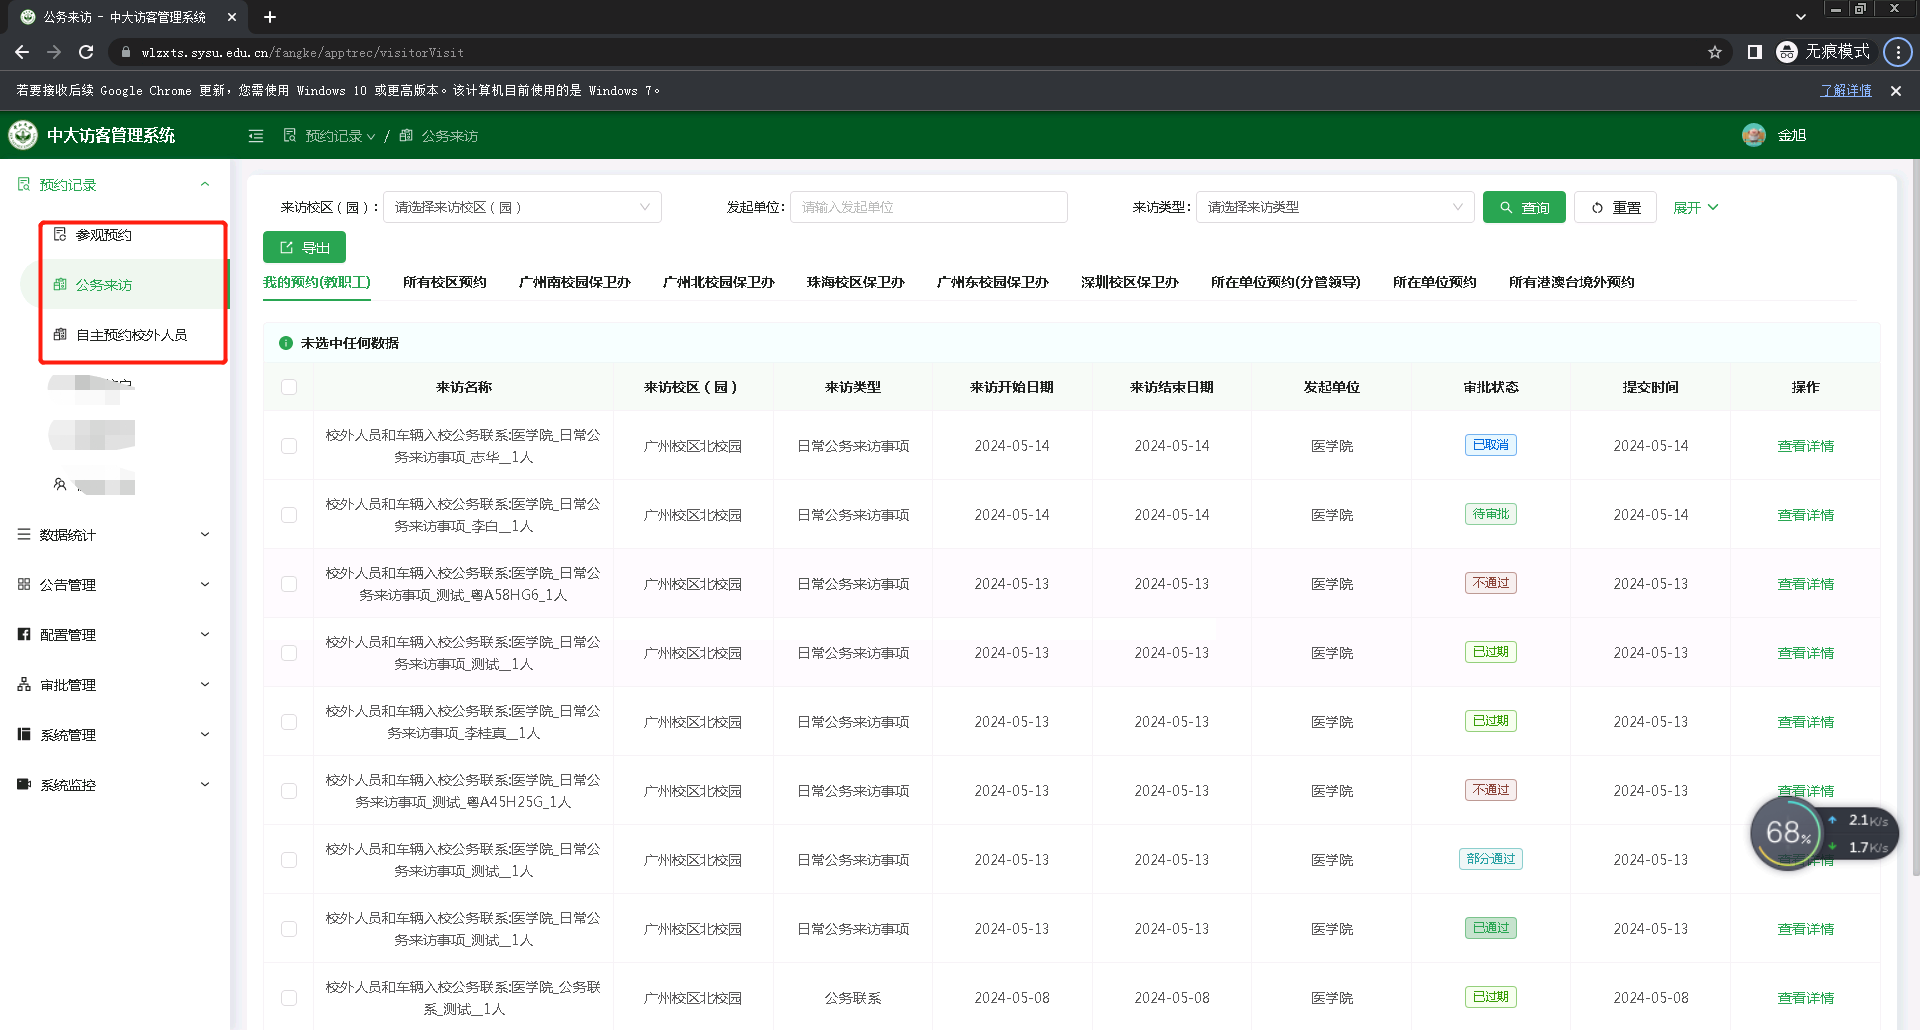 公务来访 - 中大访客管理系统
wlzxts.sysu.edu.cn/fangke/apptrec/visitorVisit
无痕模式
若要接收后续 Google Chrome 更新，您需使用 Windows 10 或更高版本。该计算机目前使用的是 Windows 7。
了解详情
中大访客管理系统
预约记录 / 公务来访
金旭
预约记录
参观预约
公务来访
自主预约校外人员
数据统计
公告管理
配置管理
审批管理
系统管理
系统监控
来访校区（园）： 请选择来访校区（园）
发起单位： 请输入发起单位
来访类型： 请选择来访类型
查询 重置 展开
导出
我的预约(教职工) 所有校区预约 广州南校园保卫办 广州北校园保卫办 珠海校区保卫办 广州东校园保卫办 深圳校区保卫办 所在单位预约(分管领导) 所在单位预约 所有港澳台境外预约
未选中任何数据
来访名称 来访校区（园） 来访类型 来访开始日期 来访结束日期 发起单位 审批状态 提交时间 操作
校外人员和车辆入校公务联系:医学院_日常公
务来访事项_志华__1人
广州校区北校园 日常公务来访事项 2024-05-14 2024-05-14 医学院 已取消 2024-05-14 查看详情
校外人员和车辆入校公务联系:医学院_日常公
务来访事项_李白__1人
广州校区北校园 日常公务来访事项 2024-05-14 2024-05-14 医学院 待审批 2024-05-14 查看详情
校外人员和车辆入校公务联系:医学院_日常公
务来访事项_测试_粤A58HG6_1人
广州校区北校园 日常公务来访事项 2024-05-13 2024-05-13 医学院 不通过 2024-05-13 查看详情
校外人员和车辆入校公务联系:医学院_日常公
务来访事项_测试__1人
广州校区北校园 日常公务来访事项 2024-05-13 2024-05-13 医学院 已过期 2024-05-13 查看详情
校外人员和车辆入校公务联系:医学院_日常公
务来访事项_李桂真__1人
广州校区北校园 日常公务来访事项 2024-05-13 2024-05-13 医学院 已过期 2024-05-13 查看详情
校外人员和车辆入校公务联系:医学院_日常公
务来访事项_测试_粤A45H25G_1人
广州校区北校园 日常公务来访事项 2024-05-13 2024-05-13 医学院 不通过 2024-05-13 查看详情
校外人员和车辆入校公务联系:医学院_日常公
务来访事项_测试__1人
广州校区北校园 日常公务来访事项 2024-05-13 2024-05-13 医学院 部分通过 2024-05-13
校外人员和车辆入校公务联系:医学院_日常公
务来访事项_测试__1人
广州校区北校园 日常公务来访事项 2024-05-13 2024-05-13 医学院 已通过 2024-05-13 查看详情
校外人员和车辆入校公务联系:医学院_公务联
系_测试__1人
广州校区北校园 公务联系 2024-05-08 2024-05-08 医学院 已过期 2024-05-08 查看详情
68%
2.1K/s
1.7K/s